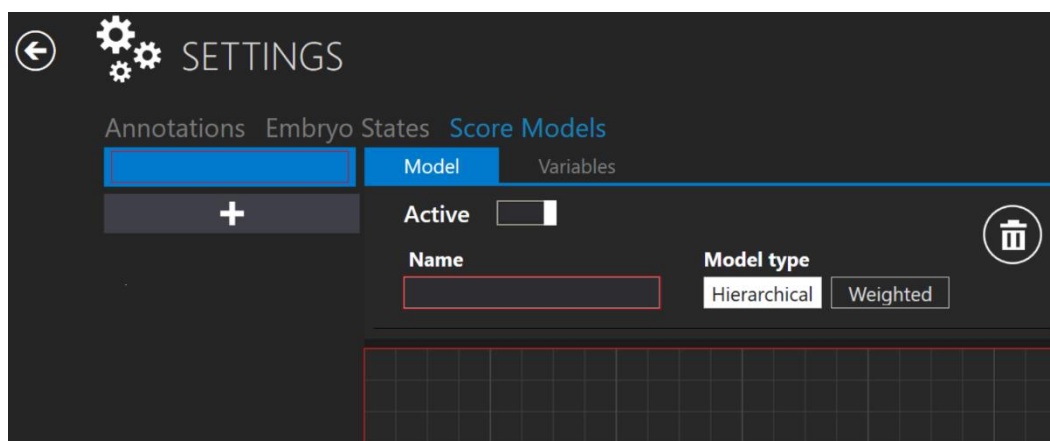 SETTINGS
Annotations Embryo States Score Models
Model Variables
Active
Name Model type
Hierarchical Weighted